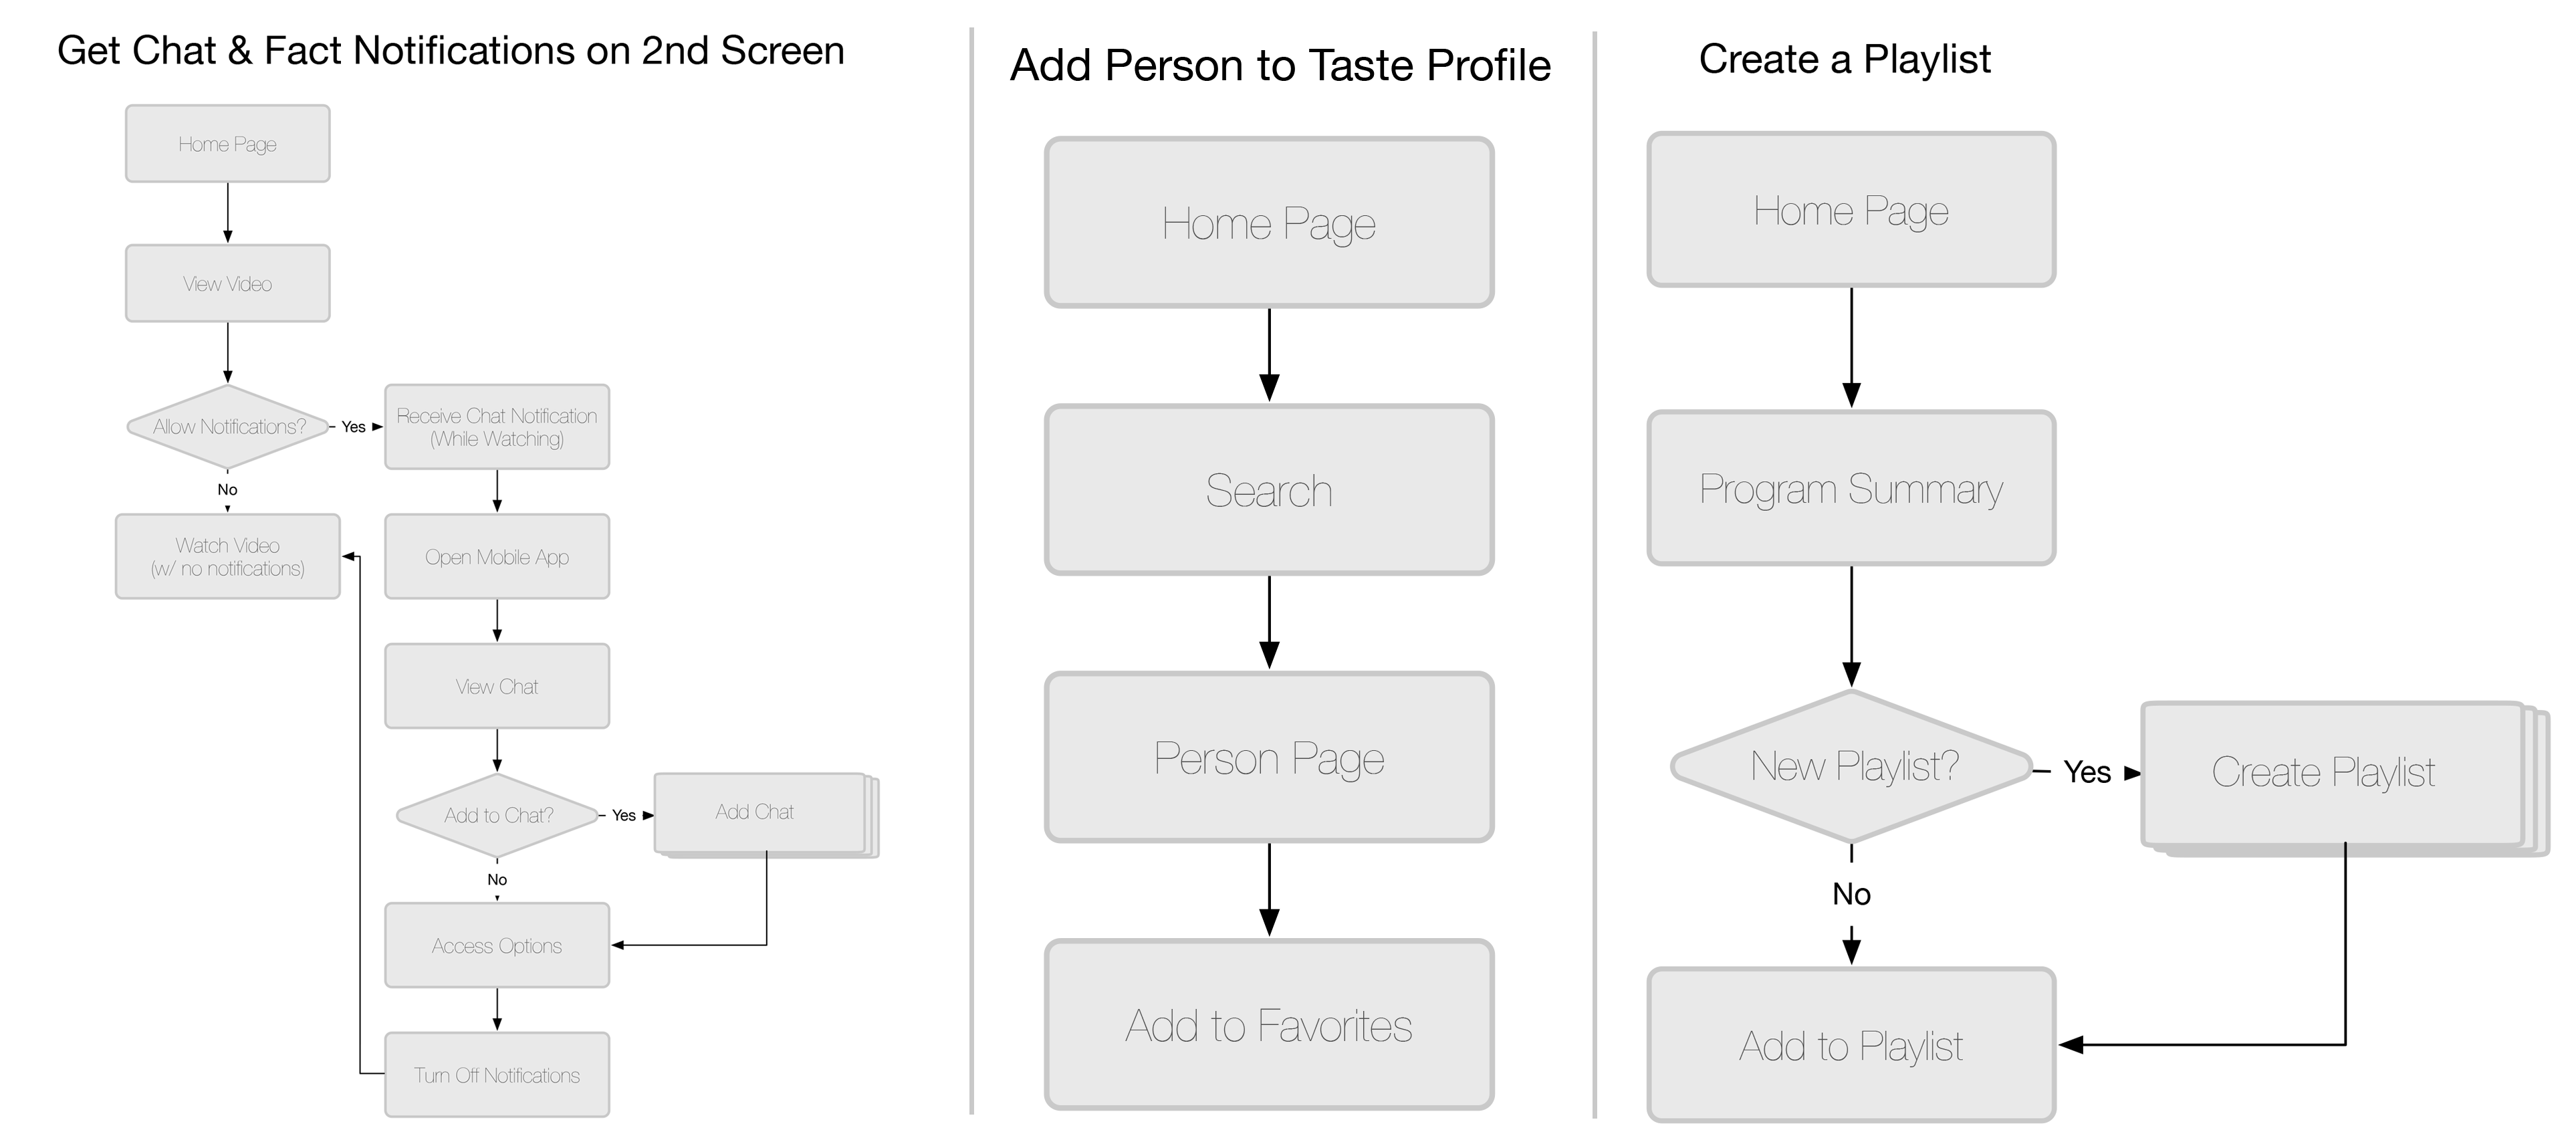 Get Chat & Fact Notifications on 2nd Screen
Home Page
View Video
Allow Notifications?
Yes
Receive Chat Notification
(While Watching)
No
Watch Video
(w/ no notifications)
Open Mobile App
View Chat
Add to Chat?
Yes
Add Chat
No
Access Options
Turn Off Notifications
Add Person to Taste Profile
Home Page
Search
Person Page
Add to Favorites
Create a Playlist
Home Page
Program Summary
New Playlist?
Yes
Create Playlist
No
Add to Playlist